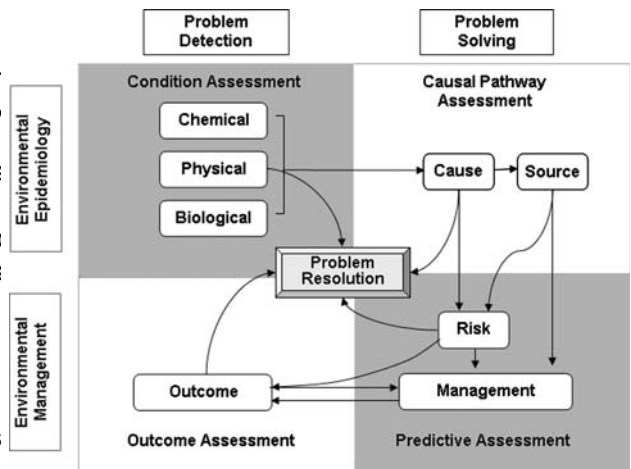 Problem
Detection
Problem
Solving
Environmental
Epidemiology
Condition Assessment
Causal Pathway
Assessment
Chemical
Physical
Biological
Cause
Source
Problem
Resolution
Environmental
Management
Risk
Outcome
Management
Outcome Assessment
Predictive Assessment